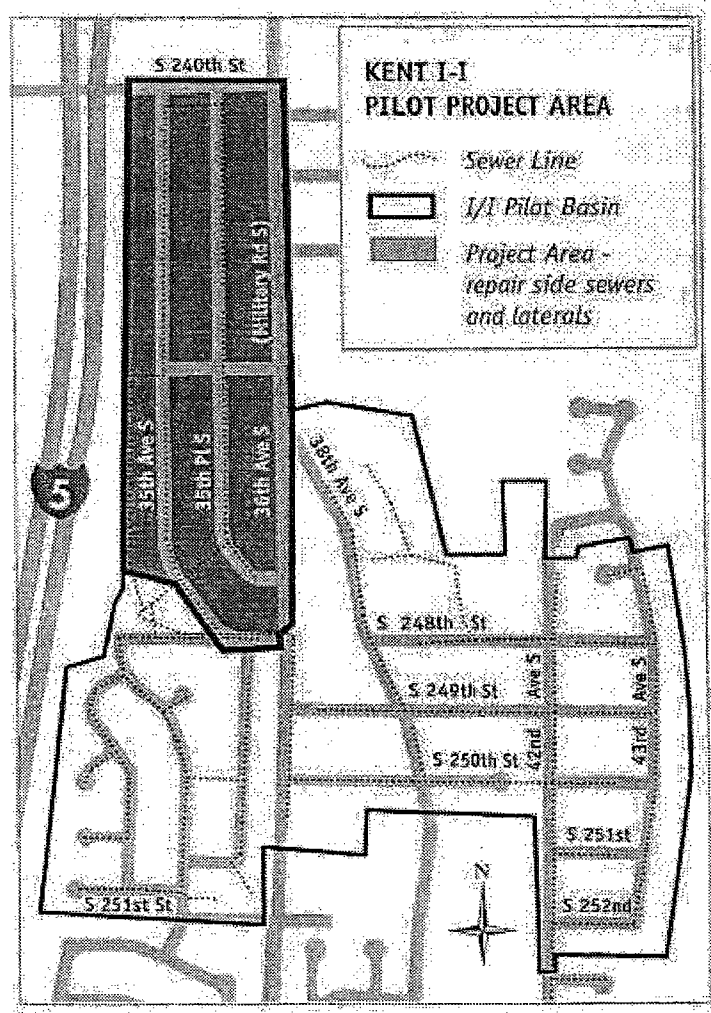 S 240th St
KENT I-I
PILOT PROJECT AREA
Sewer Line
I/I Pilot Basin
Project Area -
repair side sewers
and laterals
(Military Rd S)
35th Ave S
35th Pl S
36th Ave S
38th Ave S
5
S 248th St
S 249th St
42nd Ave S
43rd Ave S
S 250th St
S 251st
S 251st St
S 252nd
N